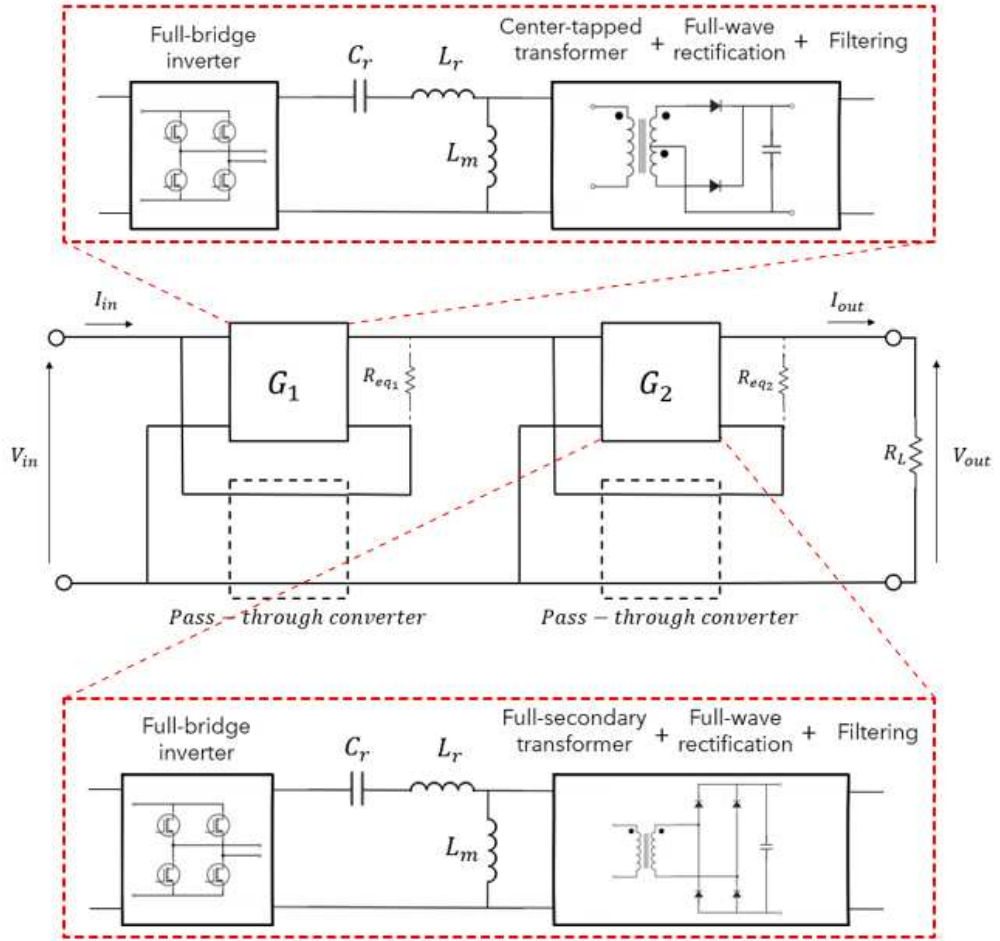 Full-bridge
inverter
C_r
L_r
L_m
Center-tapped
transformer
+
Full-wave
rectification
+
Filtering
I_in
I_out
V_in
G_1
R_eq1
G_2
R_eq2
R_L
V_out
Pass − through converter
Pass − through converter
Full-bridge
inverter
C_r
L_r
L_m
Full-secondary
transformer
+
Full-wave
rectification
+
Filtering